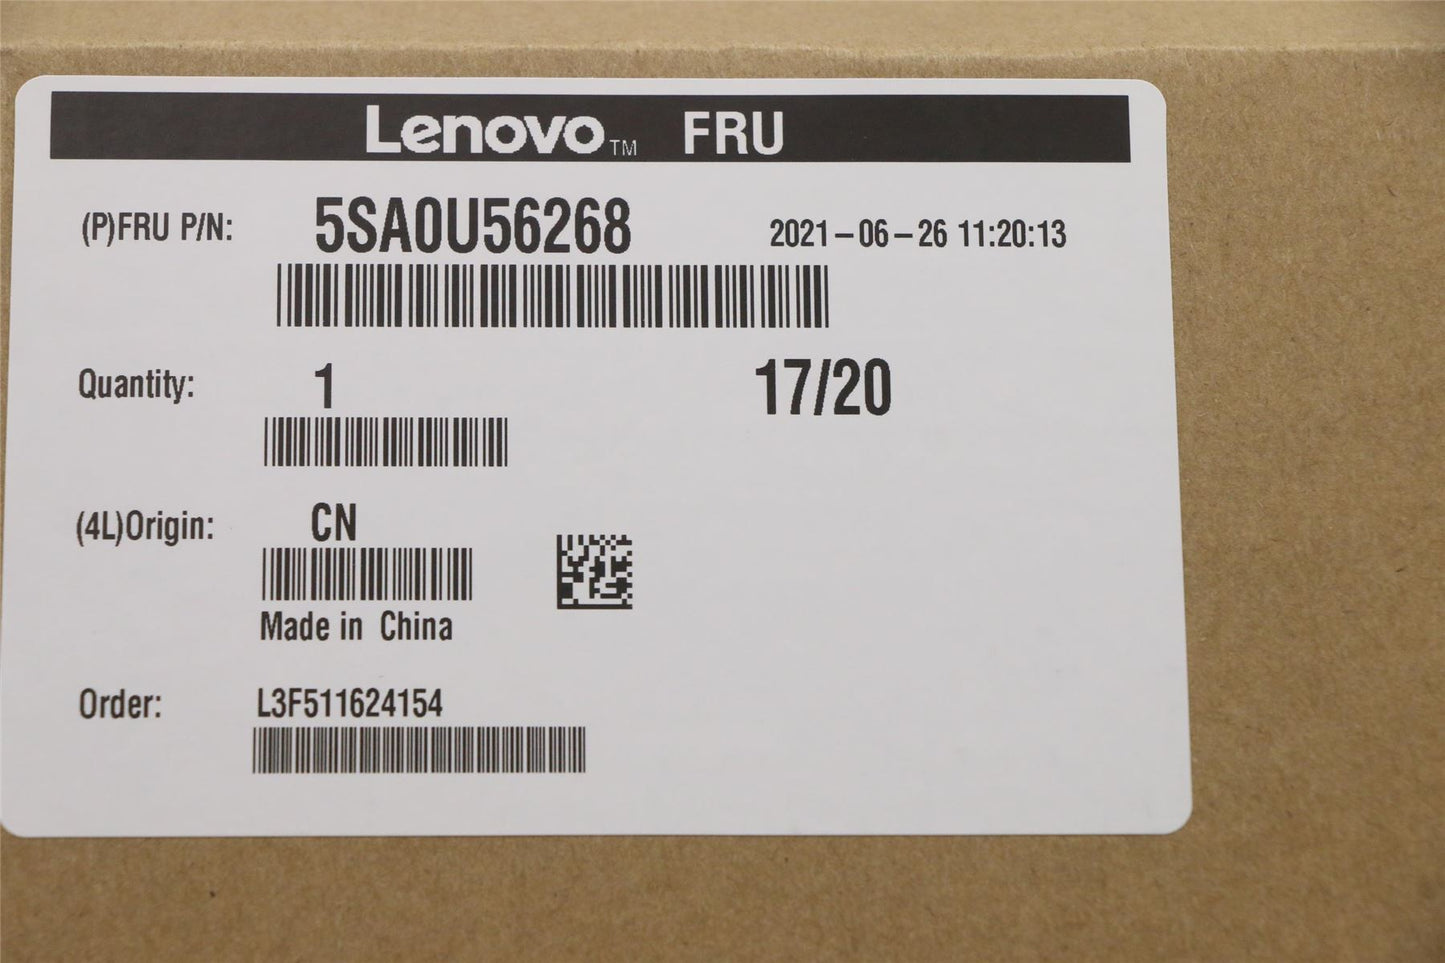 Lenovo™ FRU
(P)FRU P/N: 5SA0U56268 2021-06-26 11:20:13
Quantity: 1 17/20
(4L)Origin: CN
Made in China
Order: L3F511624154